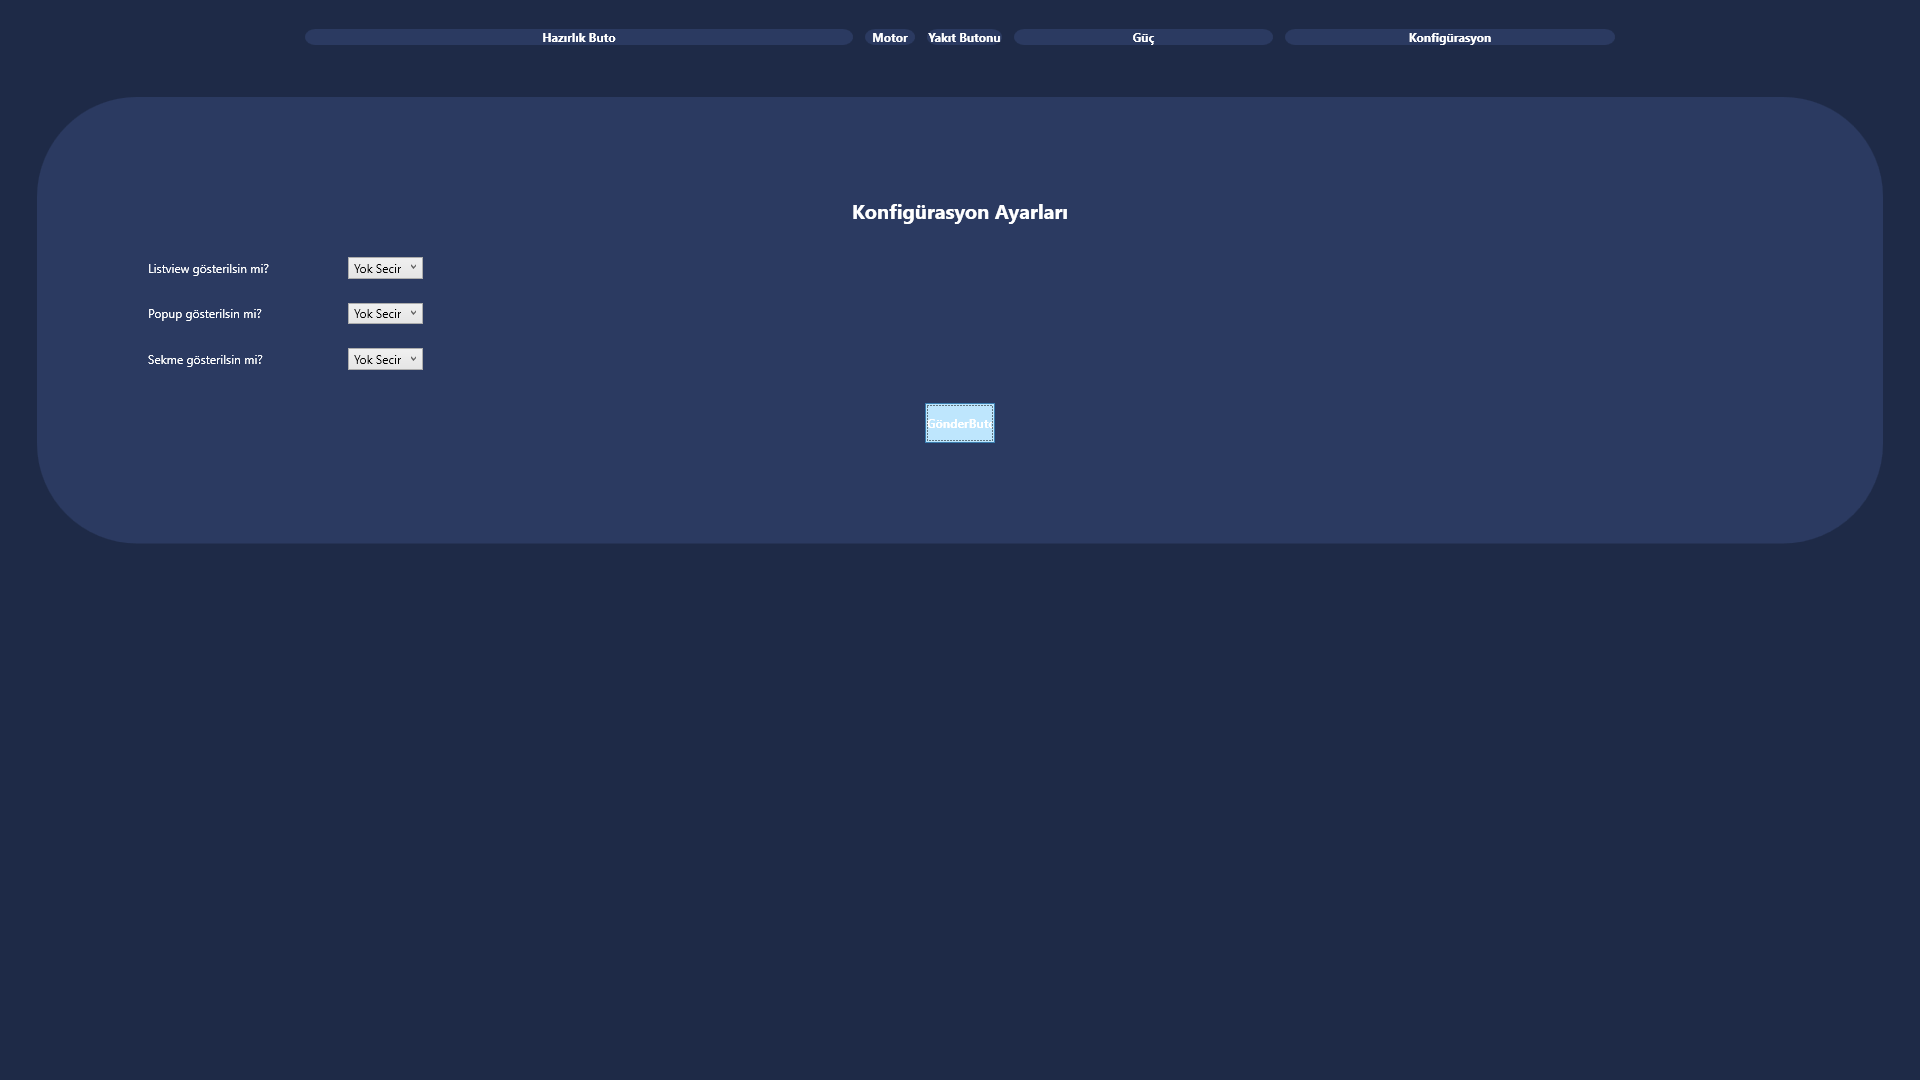 Hazırlık Buto
Motor
Yakıt Butonu
Güç
Konfigürasyon
Konfigürasyon Ayarları
Listview gösterilsin mi?
Yok Secir
Popup gösterilsin mi?
Yok Secir
Sekme gösterilsin mi?
Yok Secir
GönderBut